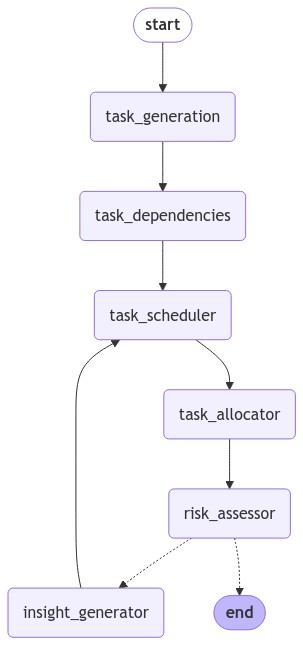 start
task_generation
task_dependencies
task_scheduler
task_allocator
risk_assessor
insight_generator
end